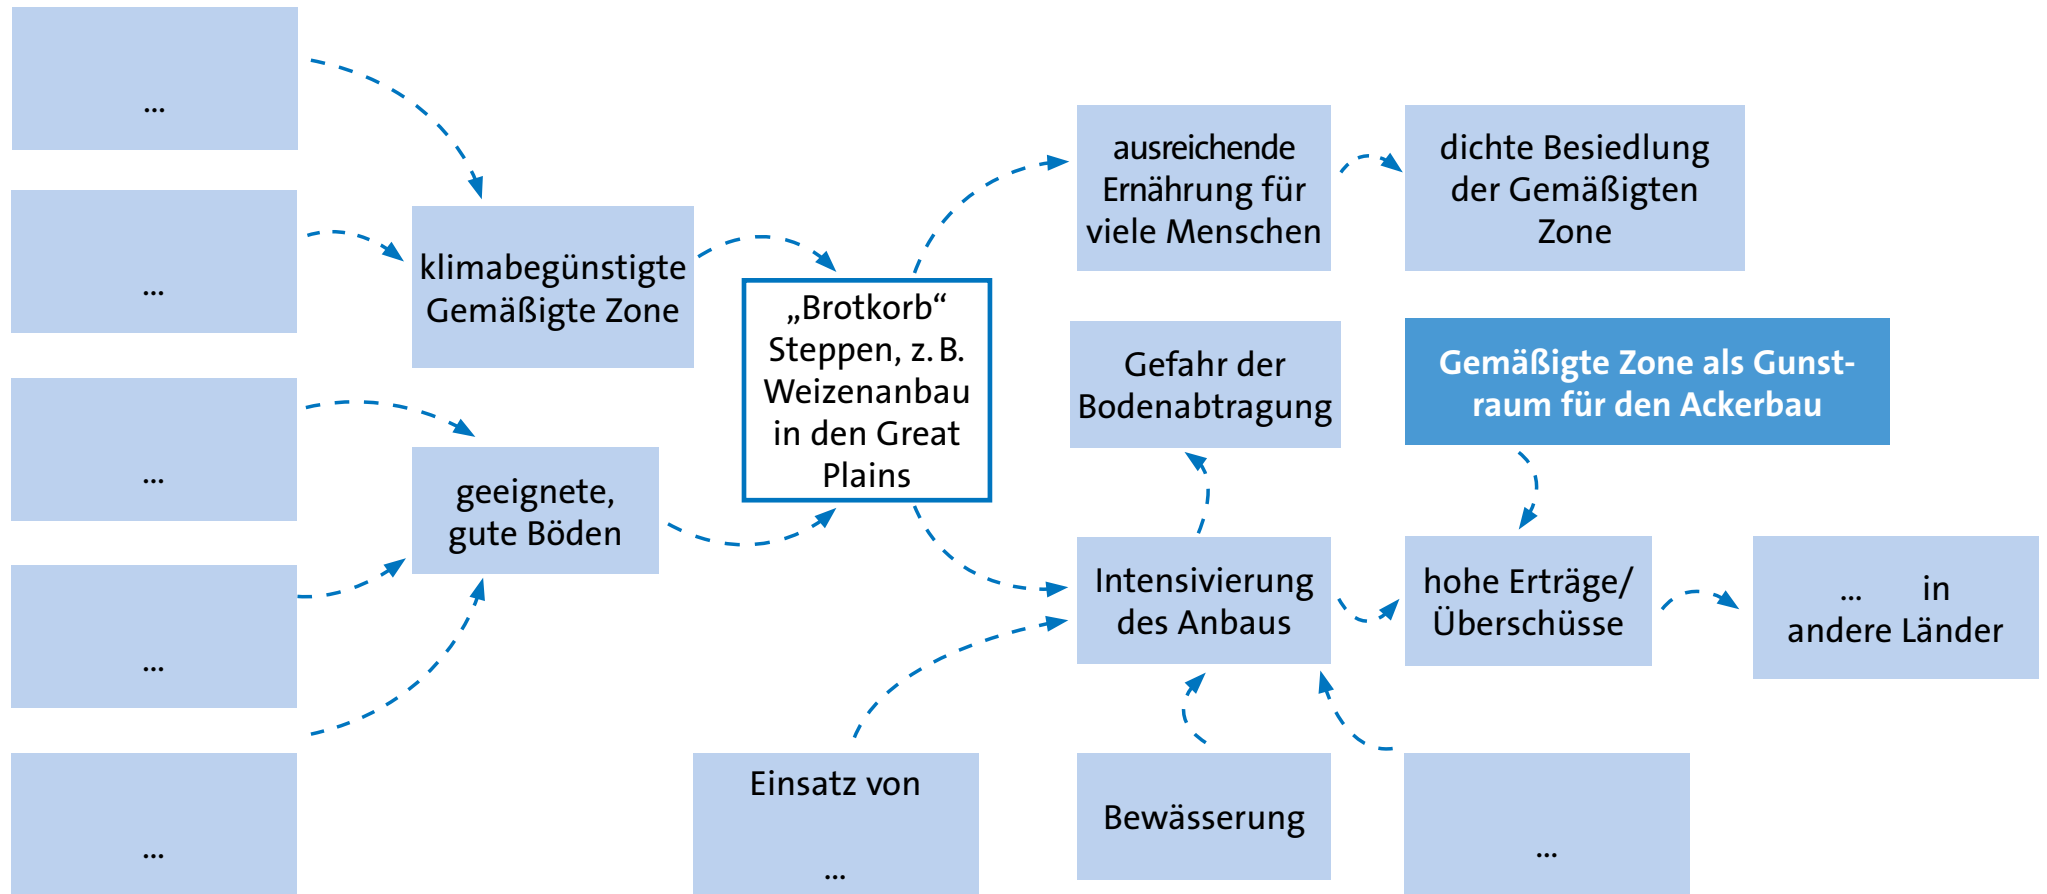 ...
...
...
...
...
klimabegünstigte
Gemäßigte Zone
geeignete,
gute Böden
„Brotkorb“
Steppen, z. B.
Weizenanbau
in den Great
Plains
ausreichende
Ernährung für
viele Menschen
dichte Besiedlung
der Gemäßigten
Zone
Gefahr der
Bodenabtragung
Gemäßigte Zone als Gunst-
raum für den Ackerbau
Intensivierung
des Anbaus
hohe Erträge/
Überschüsse
... in
andere Länder
Einsatz von
...
Bewässerung
...